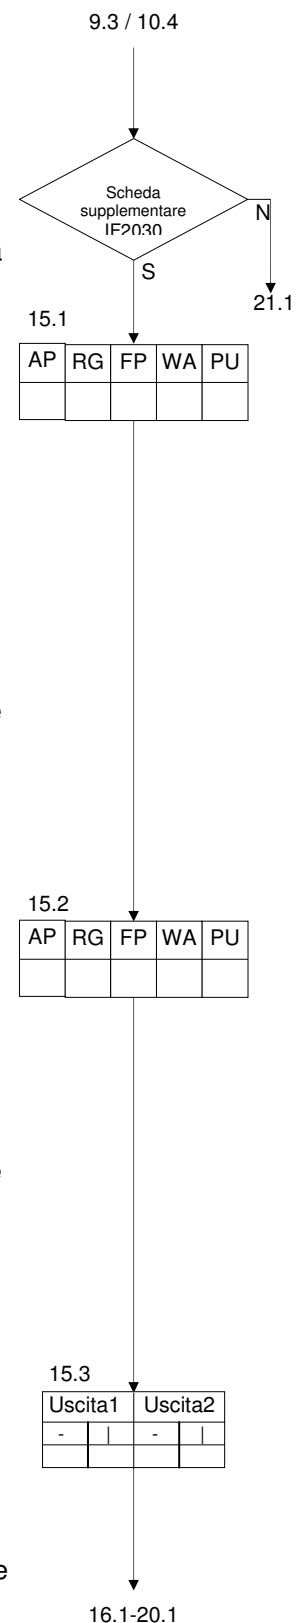 9.3 / 10.4
Scheda
supplementare
IF2030
N
S
21.1
15.1
AP RG FP WA PU
15.2
AP RG FP WA PU
15.3
Uscita1 Uscita2
- | - |
16.1-20.1